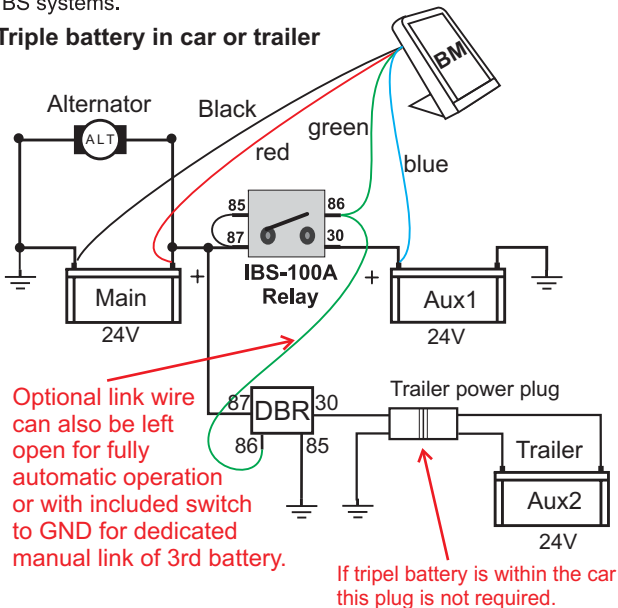 IBS systems.
Triple battery in car or trailer
BM
Alternator
Black
ALT
green
red
blue
85
86
87
30
IBS-100A
Relay
+
+
Main
24V
Aux1
24V
Optional link wire
can also be left
open for fully
automatic operation
or with included switch
to GND for dedicated
manual link of 3rd battery.
87
DBR
30
86
85
Trailer power plug
Trailer
Aux2
24V
If tripel battery is within the car
this plug is not required.